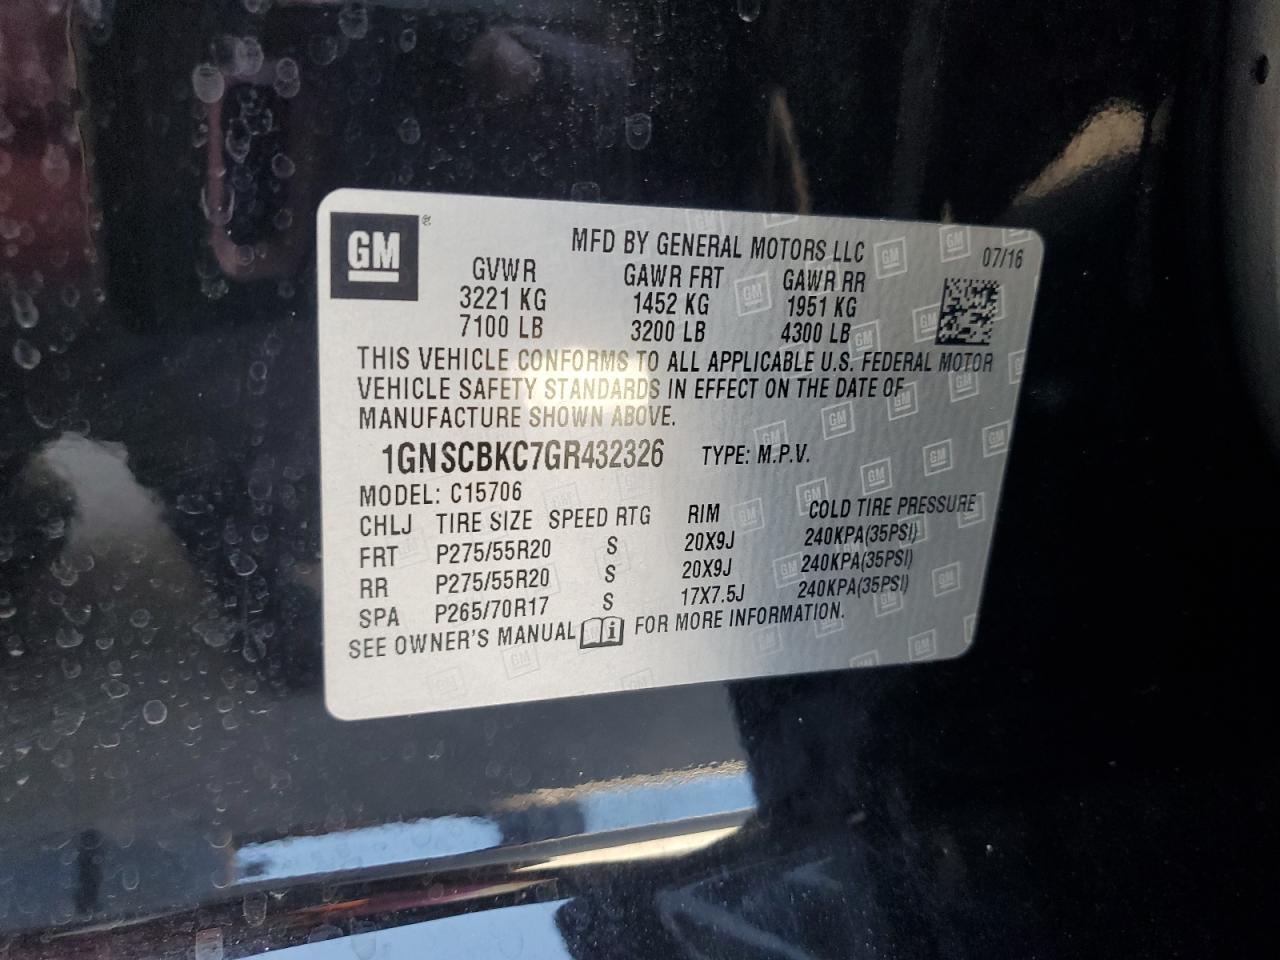 GM ® MFD BY GENERAL MOTORS LLC 07/16
GVWR GAWR FRT GAWR RR
3221 KG 1452 KG 1951 KG
7100 LB 3200 LB 4300 LB
THIS VEHICLE CONFORMS TO ALL APPLICABLE U.S. FEDERAL MOTOR
VEHICLE SAFETY STANDARDS IN EFFECT ON THE DATE OF
MANUFACTURE SHOWN ABOVE.
1GNSCBKC7GR432326 TYPE: M.P.V.
MODEL: C15706
CHLJ TIRE SIZE SPEED RTG RIM COLD TIRE PRESSURE
FRT P275/55R20 S 20X9J 240KPA(35PSI)
RR P275/55R20 S 20X9J 240KPA(35PSI)
SPA P265/70R17 S 17X7.5J 240KPA(35PSI)
SEE OWNER'S MANUAL i FOR MORE INFORMATION.